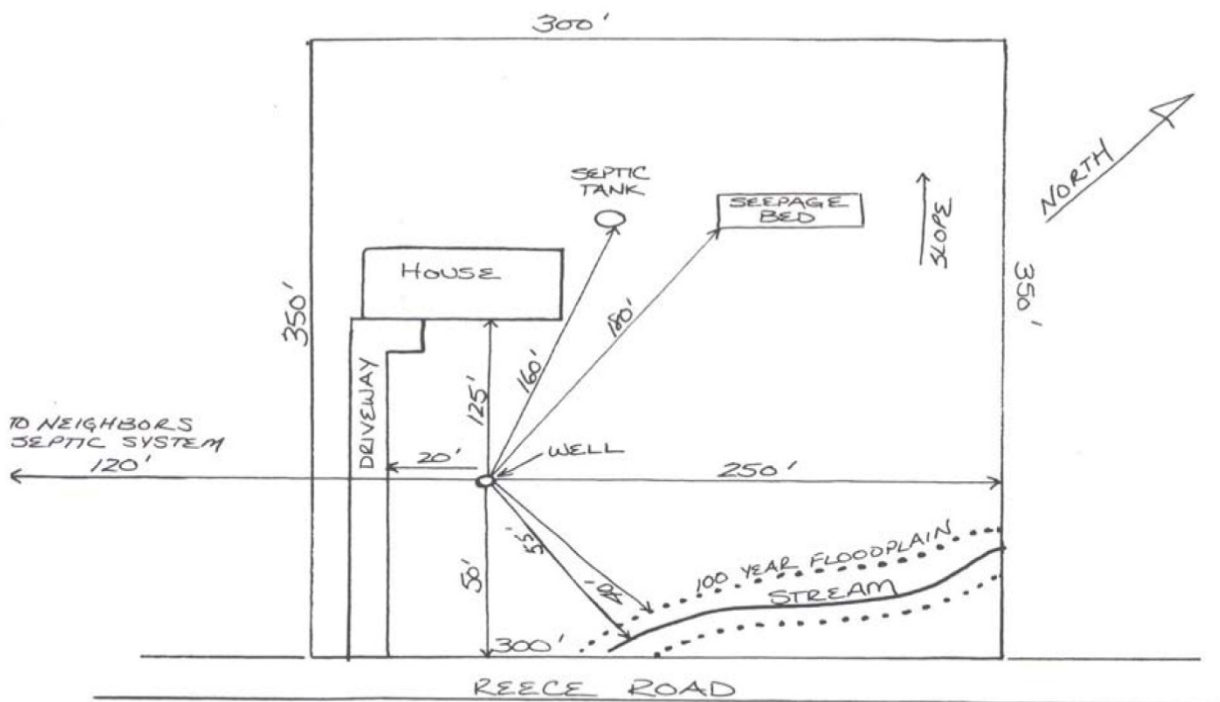 300'
SEPTIC
TANK
SEEPAGE
BED
SLOPE
NORTH
HOUSE
350'
350'
180'
160'
125'
DRIVEWAY
TO NEIGHBORS
SEPTIC SYSTEM
120'
20'
WELL
250'
55'
40'
50'
100 YEAR FLOODPLAIN
STREAM
300'
REECE ROAD